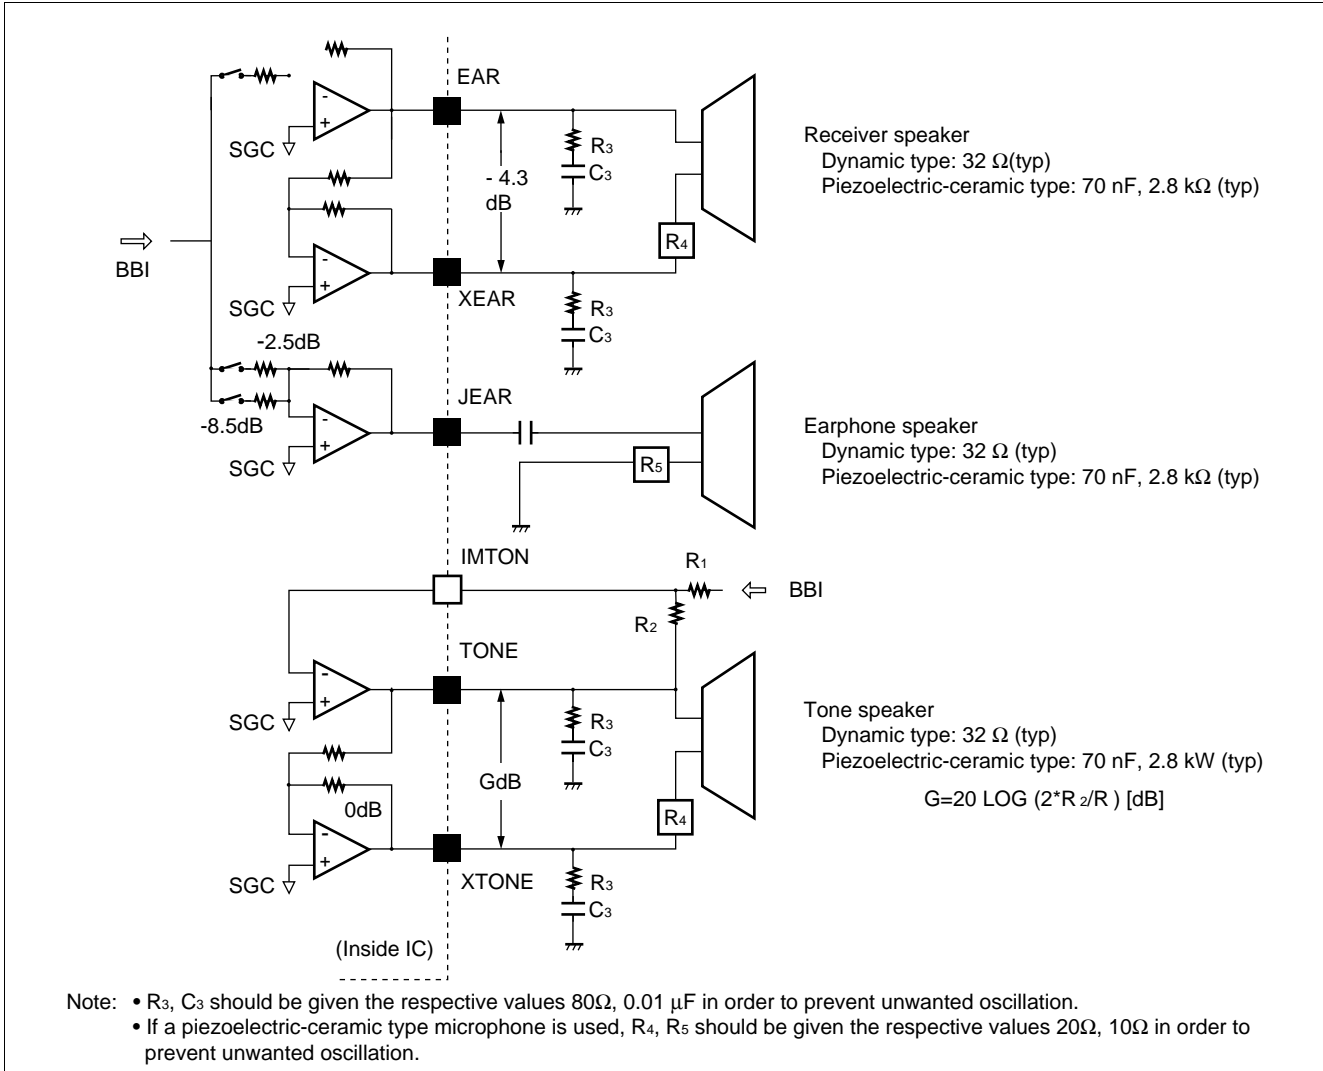 EAR
-
+
SGC
R3
C3
- 4.3
dB
Receiver speaker
Dynamic type: 32 Ω(typ)
Piezoelectric-ceramic type: 70 nF, 2.8 kΩ (typ)
R4
BBI
-
+
SGC
XEAR
R3
C3
-2.5dB
-8.5dB
JEAR
-
+
SGC
R5
Earphone speaker
Dynamic type: 32 Ω (typ)
Piezoelectric-ceramic type: 70 nF, 2.8 kΩ (typ)
IMTON
R1
BBI
R2
TONE
-
+
SGC
R3
C3
Tone speaker
Dynamic type: 32 Ω (typ)
Piezoelectric-ceramic type: 70 nF, 2.8 kW (typ)
G=20 LOG (2*R 2/R ) [dB]
GdB
0dB
R4
-
+
SGC
XTONE
R3
C3
(Inside IC)
Note: • R3, C3 should be given the respective values 80Ω, 0.01 µF in order to prevent unwanted oscillation.
• If a piezoelectric-ceramic type microphone is used, R4, R5 should be given the respective values 20Ω, 10Ω in order to
prevent unwanted oscillation.